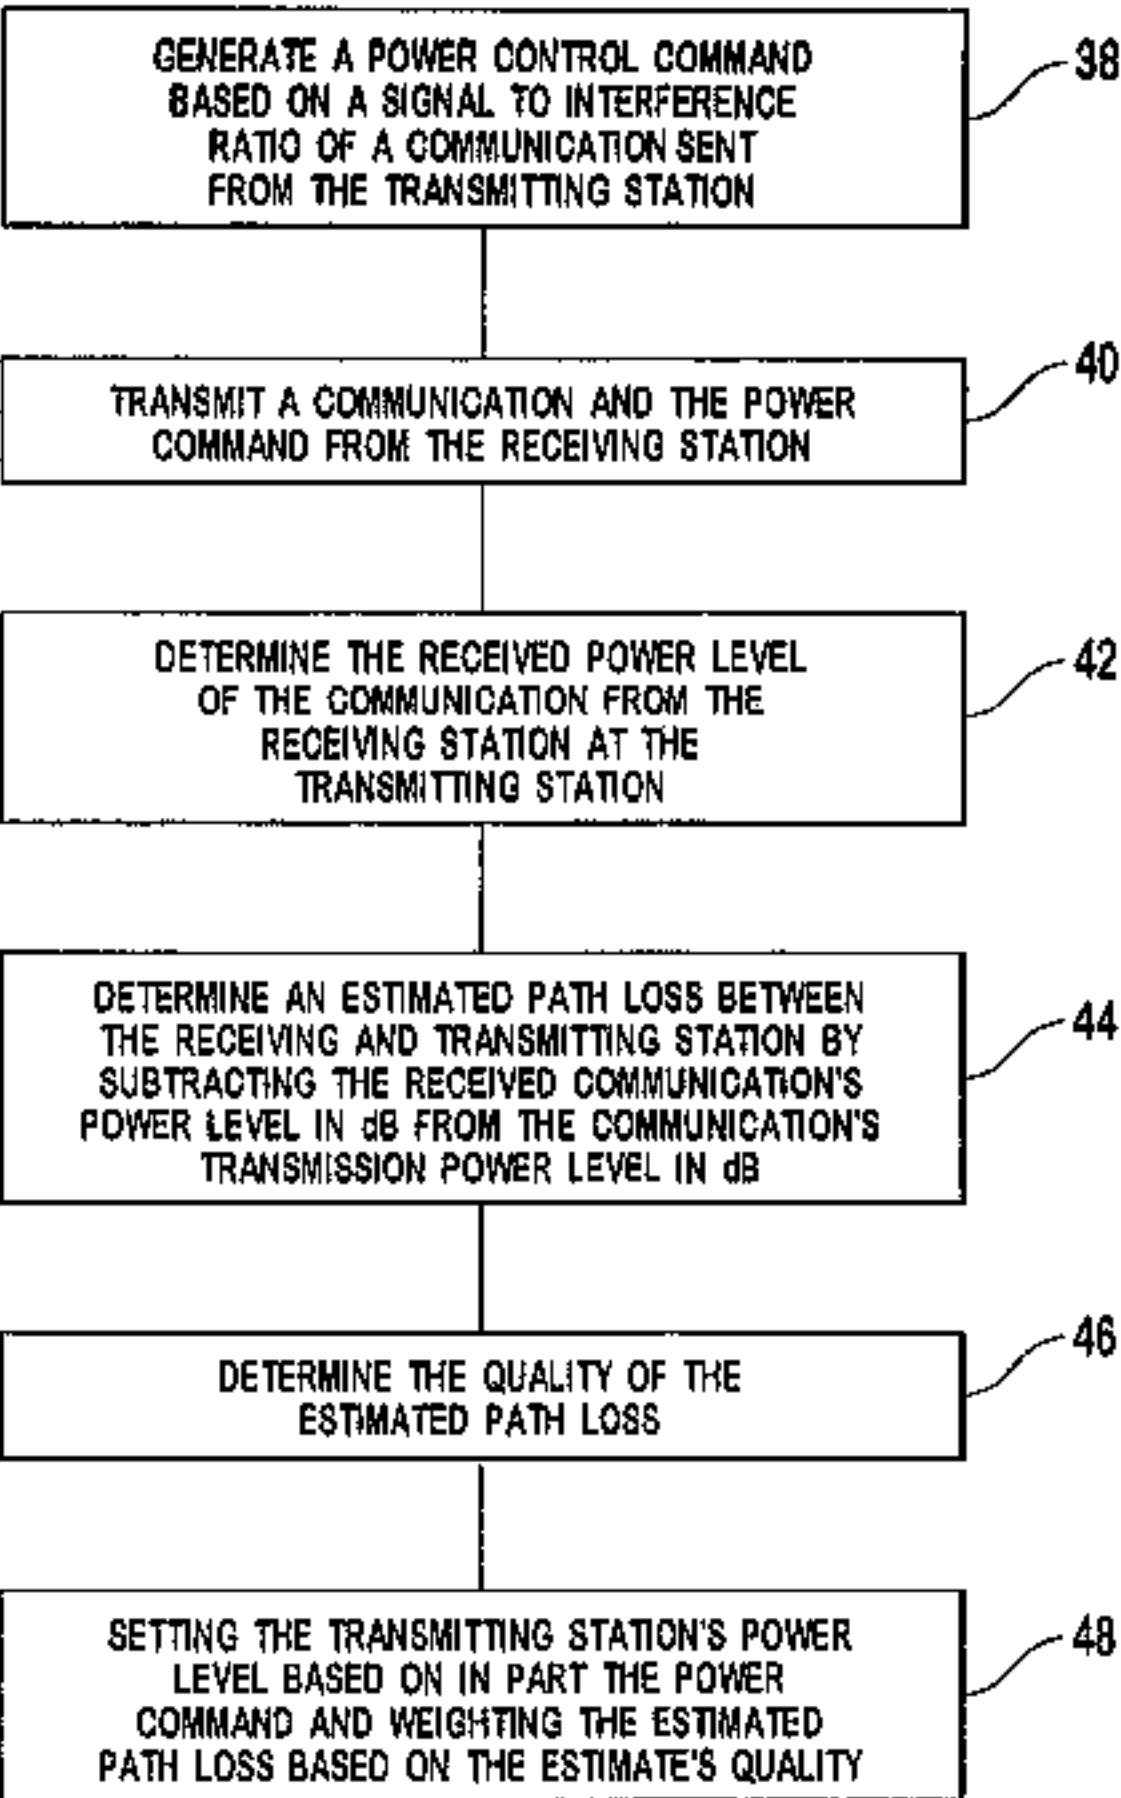 GENERATE A POWER CONTROL COMMAND
BASED ON A SIGNAL TO INTERFERENCE
RATIO OF A COMMUNICATION SENT
FROM THE TRANSMITTING STATION
38
TRANSMIT A COMMUNICATION AND THE POWER
COMMAND FROM THE RECEIVING STATION
40
DETERMINE THE RECEIVED POWER LEVEL
OF THE COMMUNICATION FROM THE
RECEIVING STATION AT THE
TRANSMITTING STATION
42
DETERMINE AN ESTIMATED PATH LOSS BETWEEN
THE RECEIVING AND TRANSMITTING STATION BY
SUBTRACTING THE RECEIVED COMMUNICATION'S
POWER LEVEL IN dB FROM THE COMMUNICATION'S
TRANSMISSION POWER LEVEL IN dB
44
DETERMINE THE QUALITY OF THE
ESTIMATED PATH LOSS
46
SETTING THE TRANSMITTING STATION'S POWER
LEVEL BASED ON IN PART THE POWER
COMMAND AND WEIGHTING THE ESTIMATED
PATH LOSS BASED ON THE ESTIMATE'S QUALITY
48